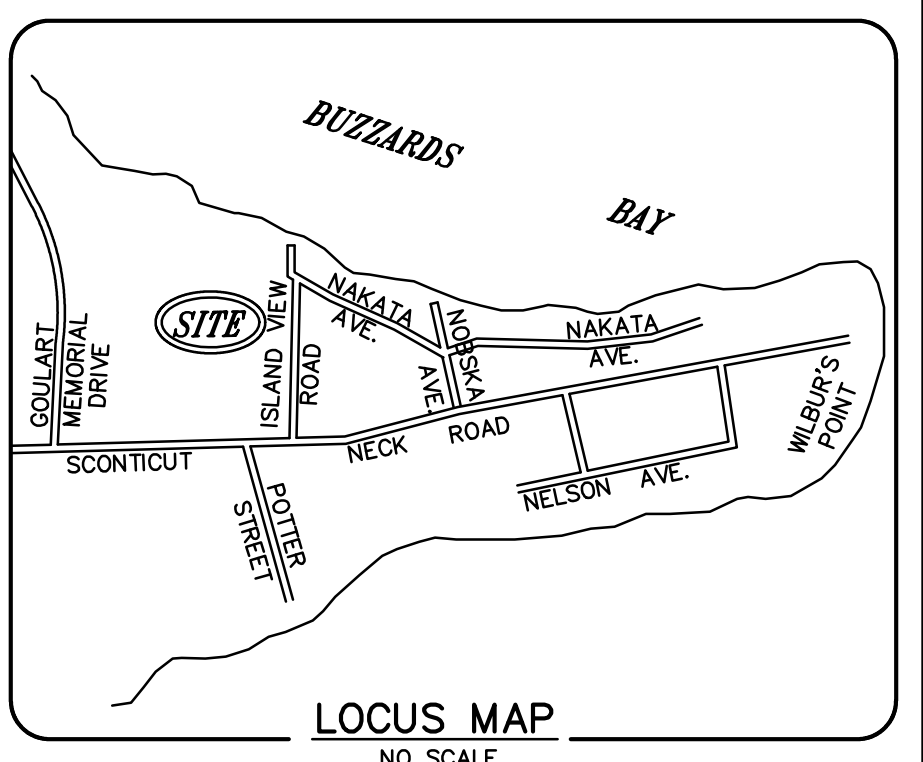 BUZZARDS
BAY
NAKATA
AVE.
NOBSKA
AVE.
NAKATA
AVE.
SITE
ISLAND VIEW
ROAD
GOULART
MEMORIAL
DRIVE
WILBUR'S
POINT
SCONTICUT
NECK
ROAD
NELSON AVE.
POTTER
STREET
LOCUS MAP
NO SCALE